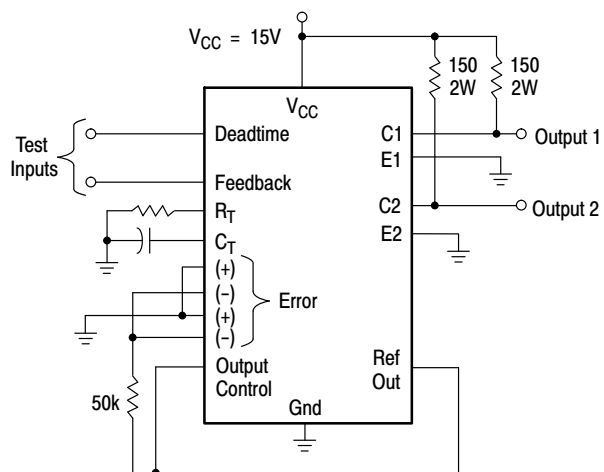 V_CC = 15V
150
2W
150
2W
V_CC
Test
Inputs
Deadtime
Feedback
R_T
C_T
(+)
(–)
(+)
(–)
Error
Output
Control
50k
Gnd
C1
E1
C2
E2
Ref
Out
Output 1
Output 2